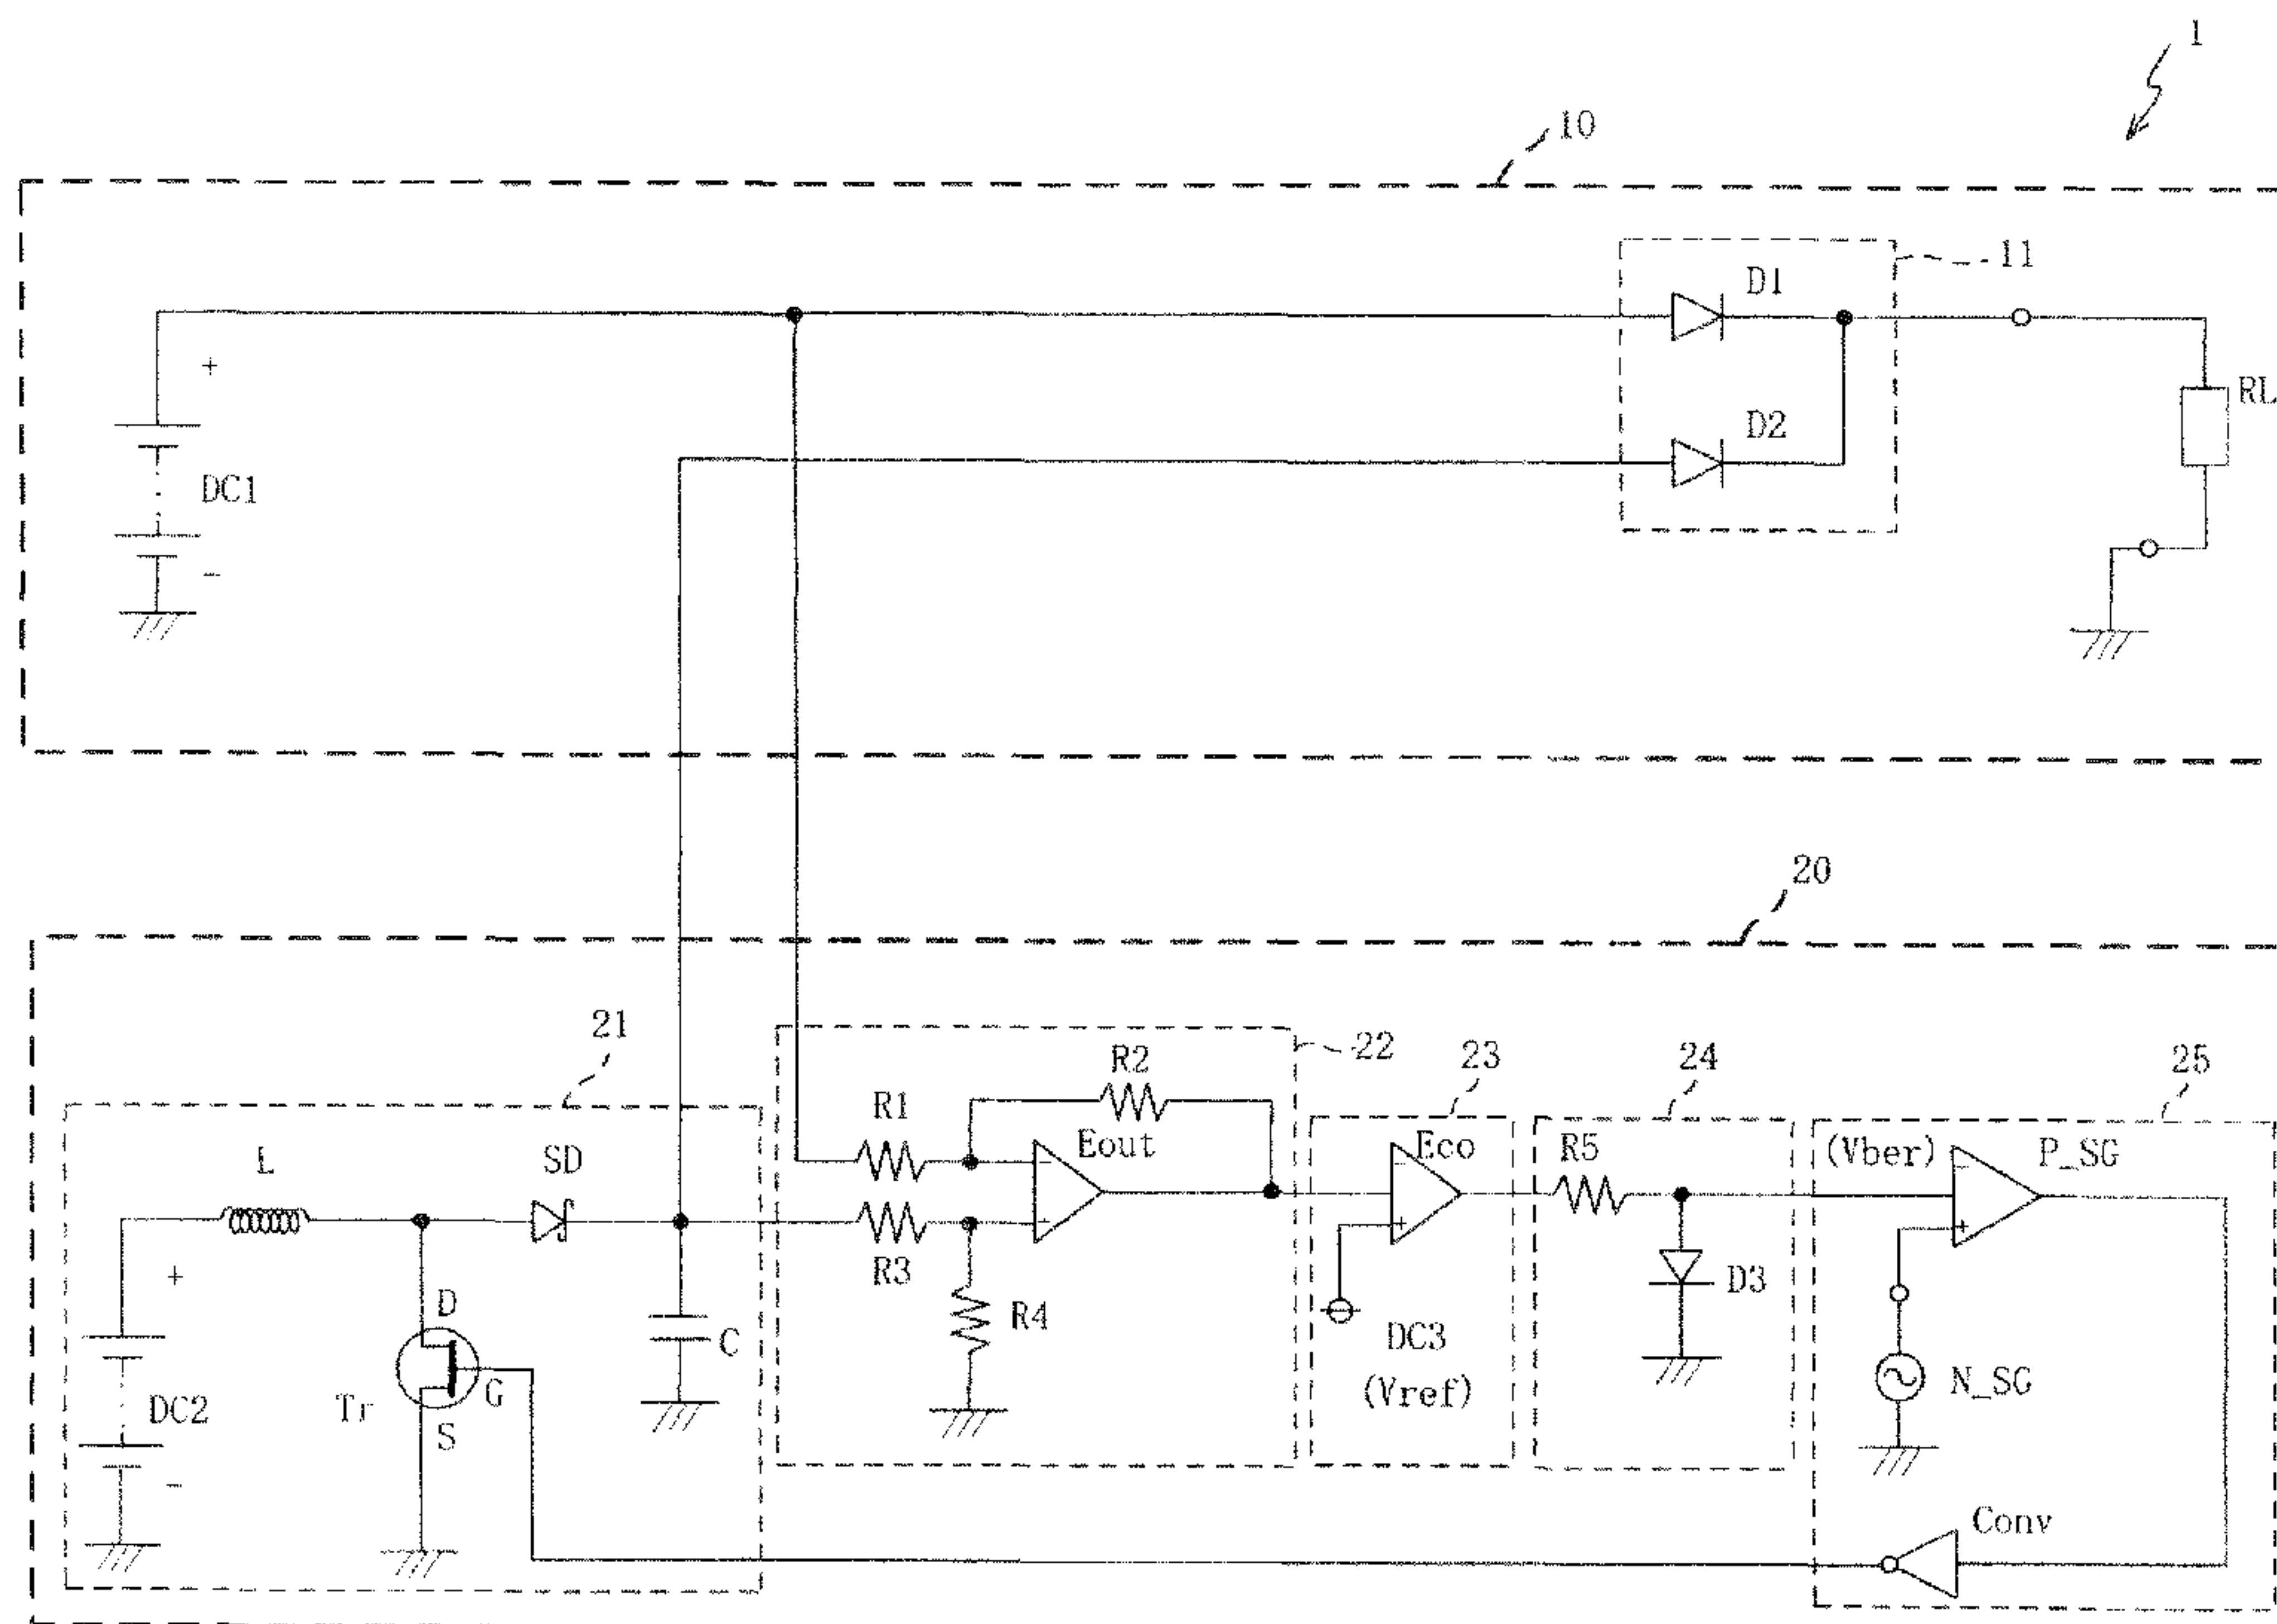 1
10
11
D1
+
RL
D2
DC1
-
20
21
22
R2
23
24
25
R1
Eout
Eco
R5
(Vber)
P_SG
L
SD
-
-
-
+
+
+
R3
+
D
R4
D3
C
DC3
G
N_SG
DC2
Tr
(Vref)
S
-
Conv